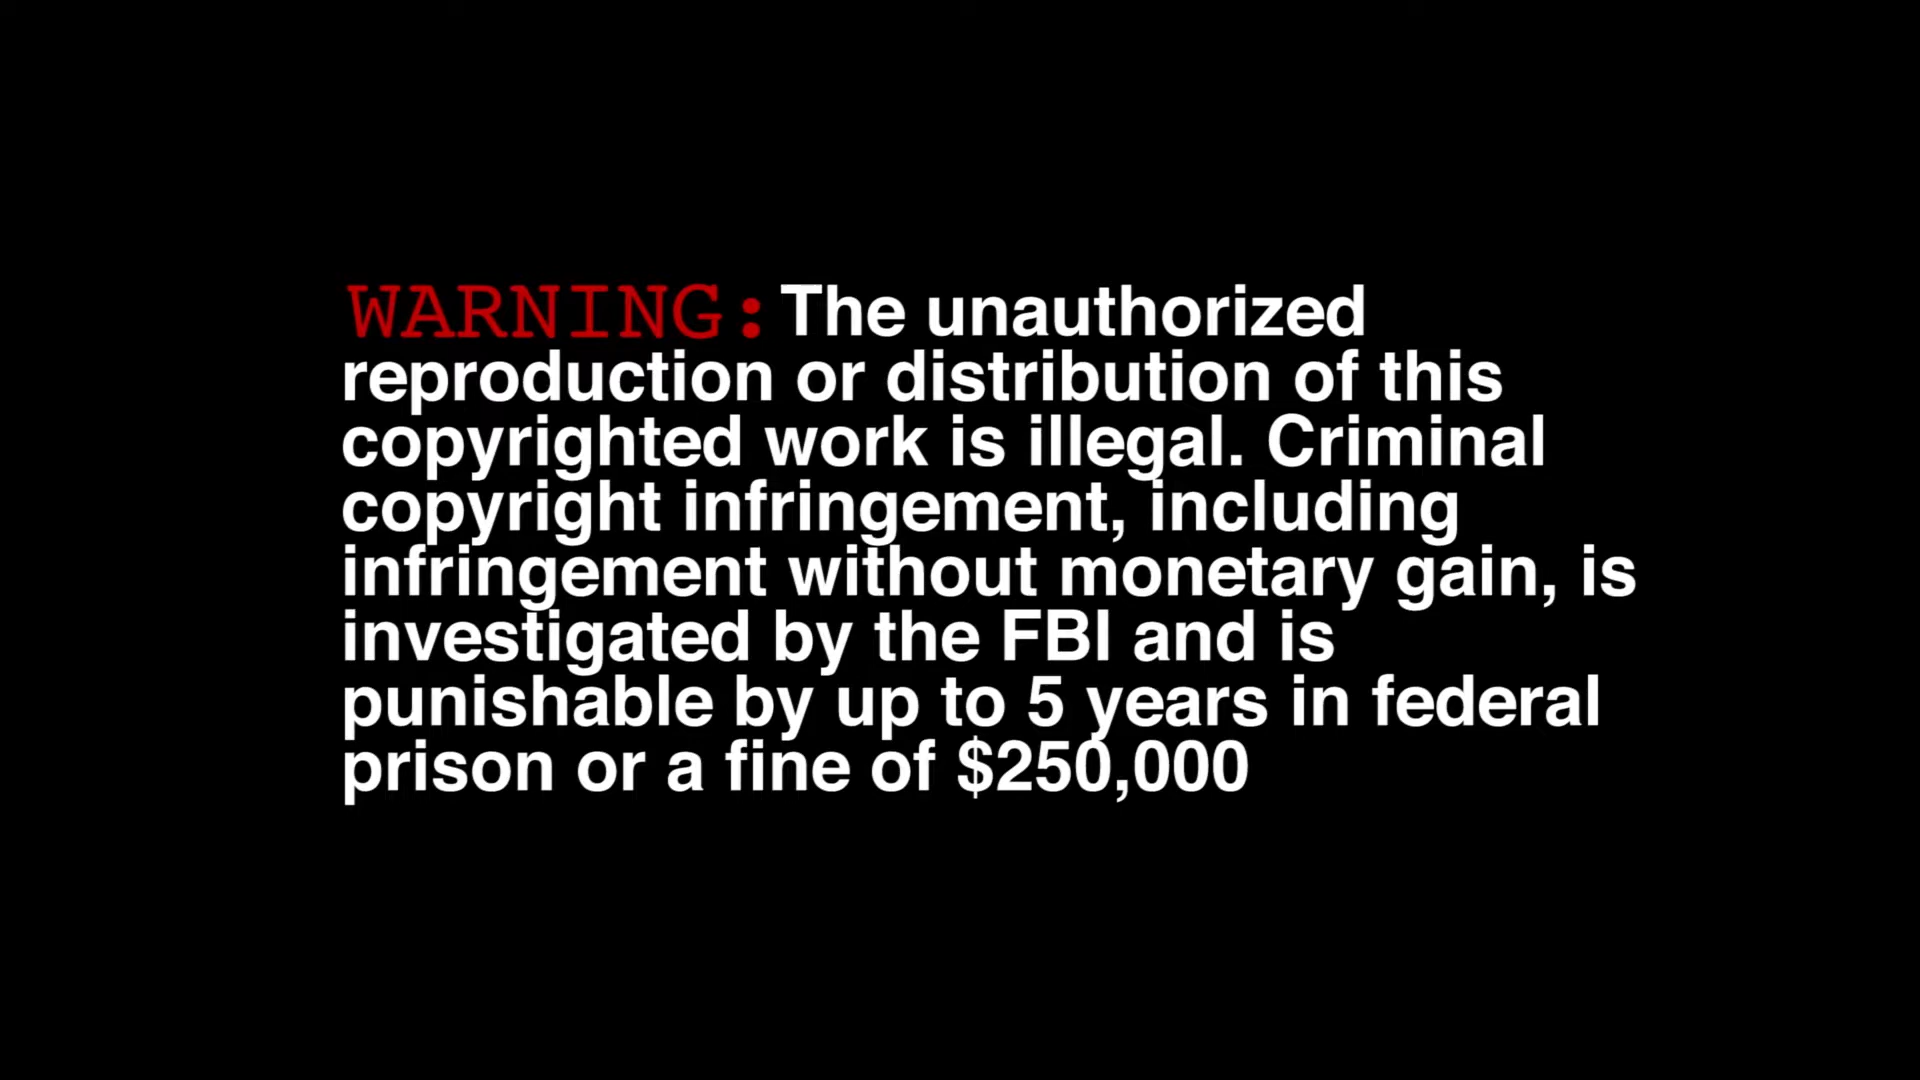 WARNING: The unauthorized
reproduction or distribution of this
copyrighted work is illegal. Criminal
copyright infringement, including
infringement without monetary gain, is
investigated by the FBI and is
punishable by up to 5 years in federal
prison or a fine of $250,000